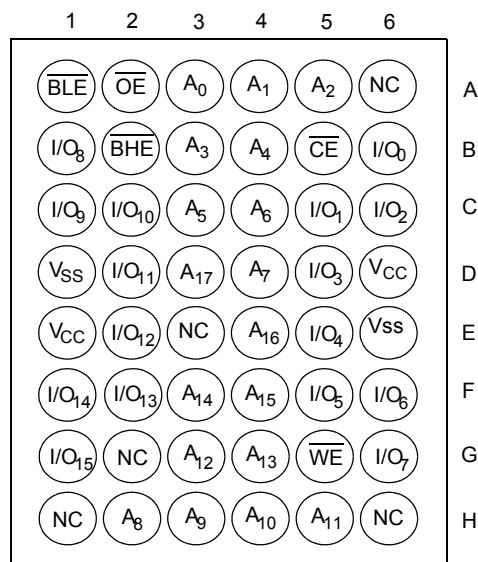 1 2 3 4 5 6
BLE OE A0 A1 A2 NC A
I/O8 BHE A3 A4 CE I/O0 B
I/O9 I/O10 A5 A6 I/O1 I/O2 C
VSS I/O11 A17 A7 I/O3 VCC D
VCC I/O12 NC A16 I/O4 Vss E
I/O14 I/O13 A14 A15 I/O5 I/O6 F
I/O15 NC A12 A13 WE I/O7 G
NC A8 A9 A10 A11 NC H